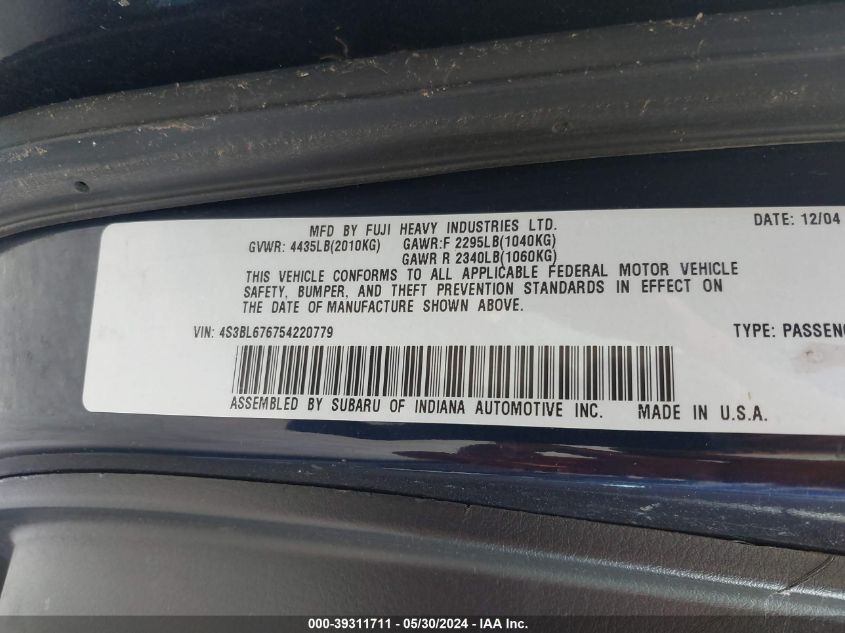 MFD BY FUJI HEAVY INDUSTRIES LTD.
DATE: 12/04
GVWR: 4435LB(2010KG) GAWR:F 2295LB(1040KG)
GAWR R 2340LB(1060KG)
THIS VEHICLE CONFORMS TO ALL APPLICABLE FEDERAL MOTOR VEHICLE
SAFETY, BUMPER, AND THEFT PREVENTION STANDARDS IN EFFECT ON
THE DATE OF MANUFACTURE SHOWN ABOVE.
VIN: 4S3BL676754220779 TYPE: PASSENG
ASSEMBLED BY SUBARU OF INDIANA AUTOMOTIVE INC. MADE IN U.S.A.
000-39311711 - 05/30/2024 - IAAI Inc.